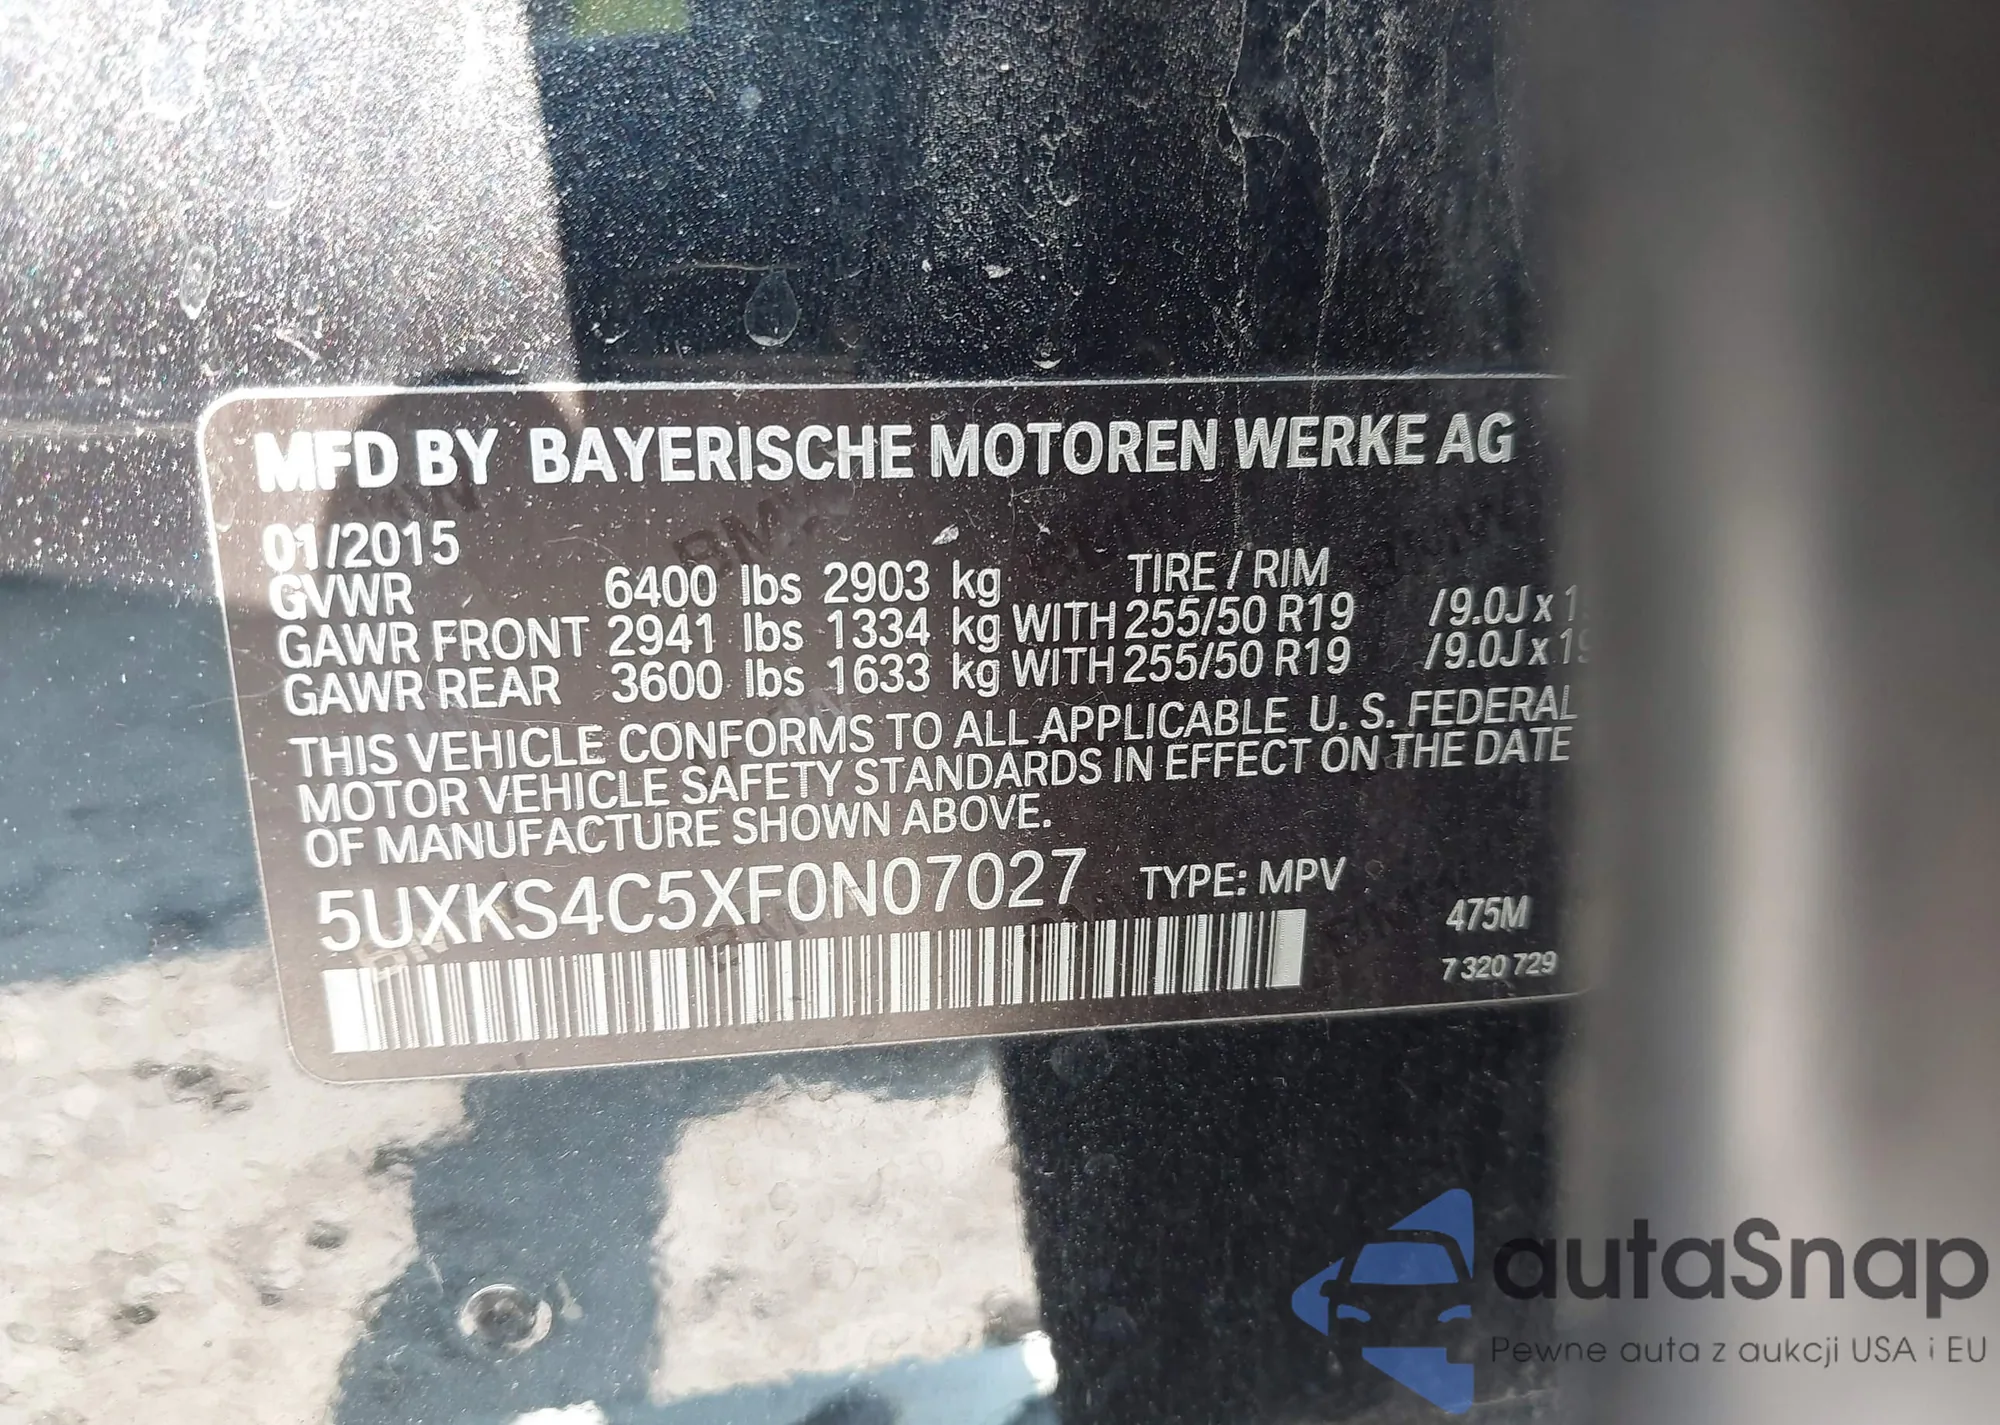 MFD BY BAYERISCHE MOTOREN WERKE AG
01/2015 TIRE / RIM
GVWR 6400 lbs 2903 kg
GAWR FRONT 2941 lbs 1334 kg WITH 255/50 R19 /9.0J x
GAWR REAR 3600 lbs 1633 kg WITH 255/50 R19 /9.0J x 19
THIS VEHICLE CONFORMS TO ALL APPLICABLE U. S. FEDERAL
MOTOR VEHICLE SAFETY STANDARDS IN EFFECT ON THE DATE
OF MANUFACTURE SHOWN ABOVE.
5UXKS4C5XF0N07027 TYPE: MPV
475M
7 320 729
autaSnap
Pewne auta z aukcji USA i EU